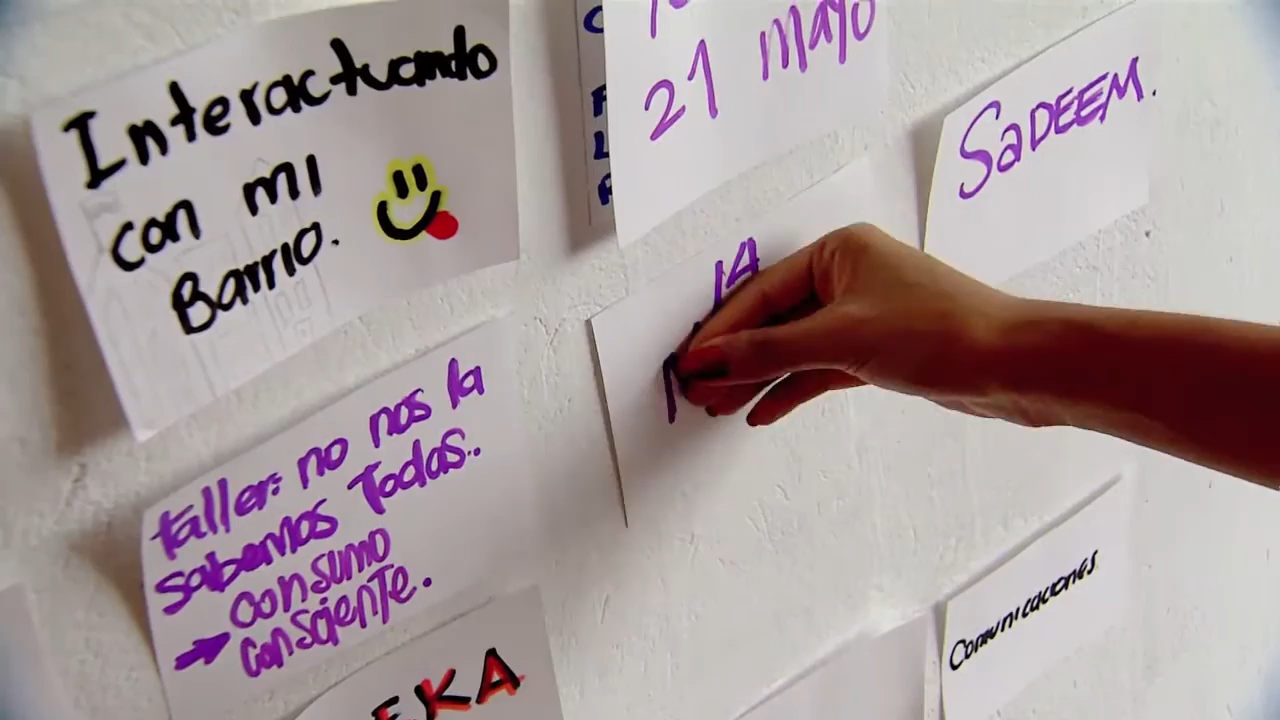 Interactuando
con mi
Barrio.
21 Mayo
SaDEEM.
14
taller: no nos la
sabemos Todas..
consumo
consciente.
EKA
Comunicaciones